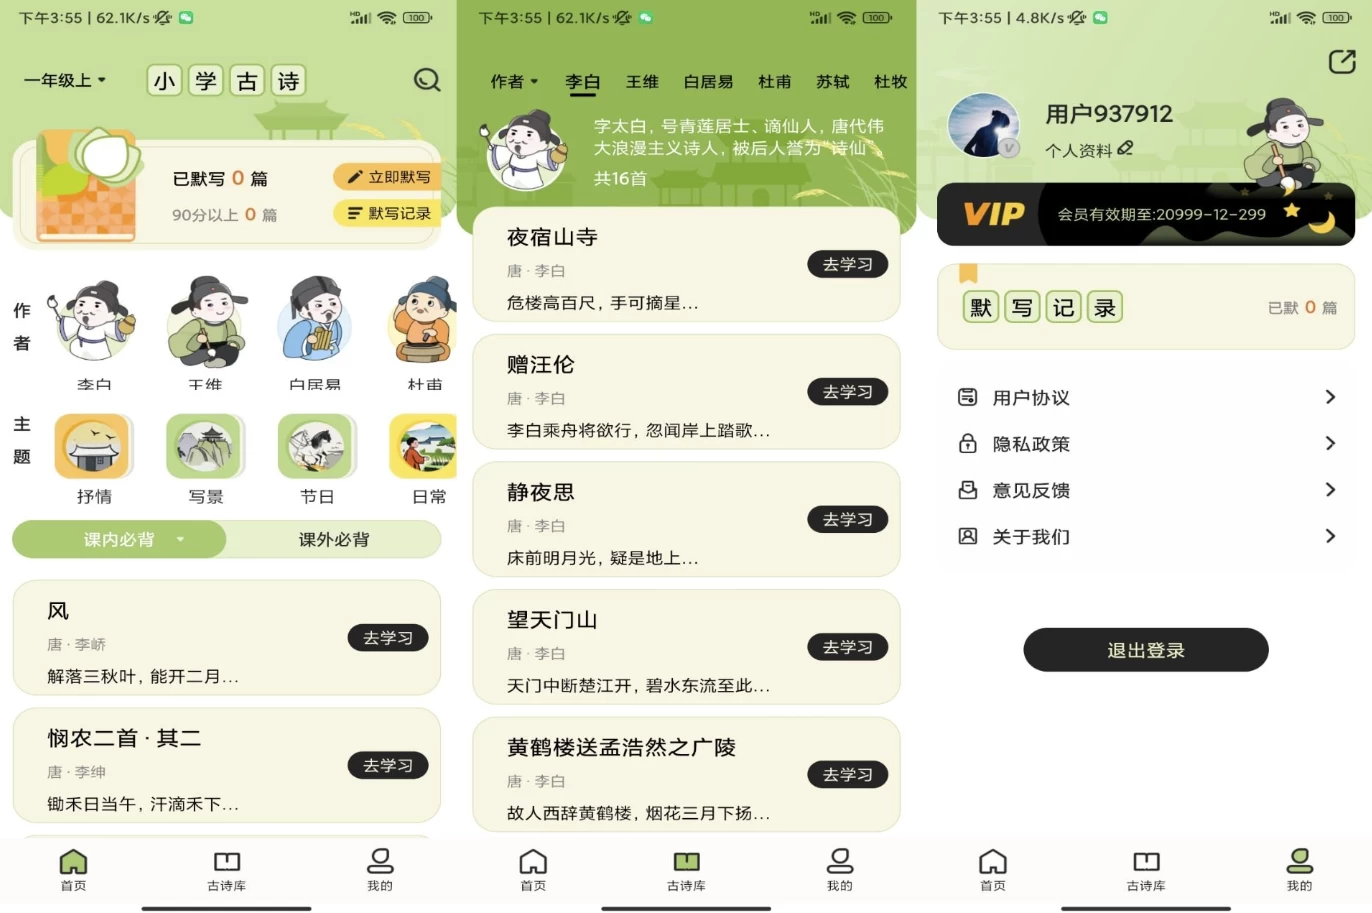 下午3:55 | 62.1K/s
HD
100
一年级上
小学古诗
已默写 0 篇
立即默写
90分以上 0 篇
默写记录
作者
李白
王维
白居易
杜甫
主题
抒情
写景
节日
日常
课内必背
课外必背
风
唐 · 李峤
解落三秋叶，能开二月...
去学习
悯农二首 · 其二
唐 · 李绅
锄禾日当午，汗滴禾下...
去学习
首页
古诗库
我的
下午3:55 | 62.1K/s
HD
100
作者
李白
王维
白居易
杜甫
苏轼
杜牧
字太白，号青莲居士、谪仙人，唐代伟
大浪漫主义诗人，被后人誉为"诗仙"、
共16首
夜宿山寺
唐 · 李白
危楼高百尺，手可摘星...
去学习
赠汪伦
唐 · 李白
李白乘舟将欲行，忽闻岸上踏歌...
去学习
静夜思
唐 · 李白
床前明月光，疑是地上...
去学习
望天门山
唐 · 李白
天门中断楚江开，碧水东流至此...
去学习
黄鹤楼送孟浩然之广陵
唐 · 李白
故人西辞黄鹤楼，烟花三月下扬...
去学习
首页
古诗库
我的
下午3:55 | 4.8K/s
HD
100
用户937912
V
个人资料
VIP
会员有效期至:20999-12-299
默写记录
已默 0 篇
用户协议
隐私政策
意见反馈
关于我们
退出登录
首页
古诗库
我的